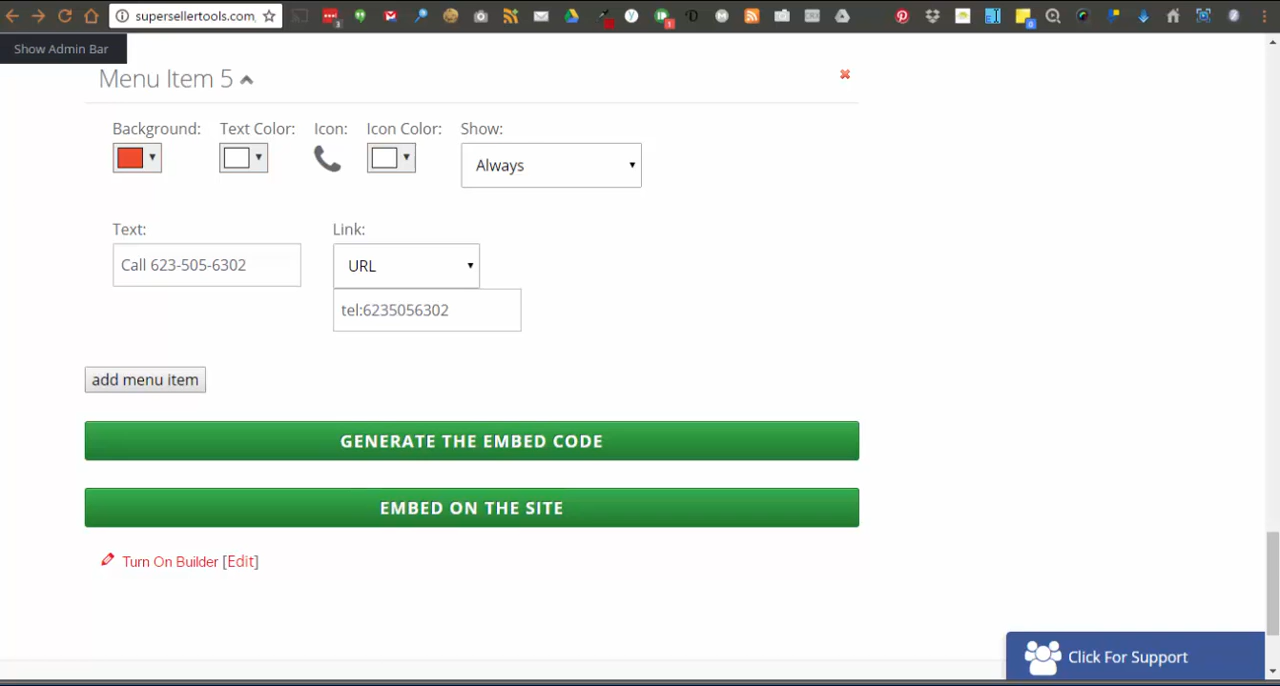 supersellertools.com
Show Admin Bar
Menu Item 5
Background: Text Color: Icon: Icon Color: Show:
Always
Text: Link:
Call 623-505-6302 URL
tel:6235056302
add menu item
GENERATE THE EMBED CODE
EMBED ON THE SITE
Turn On Builder [Edit]
Click For Support